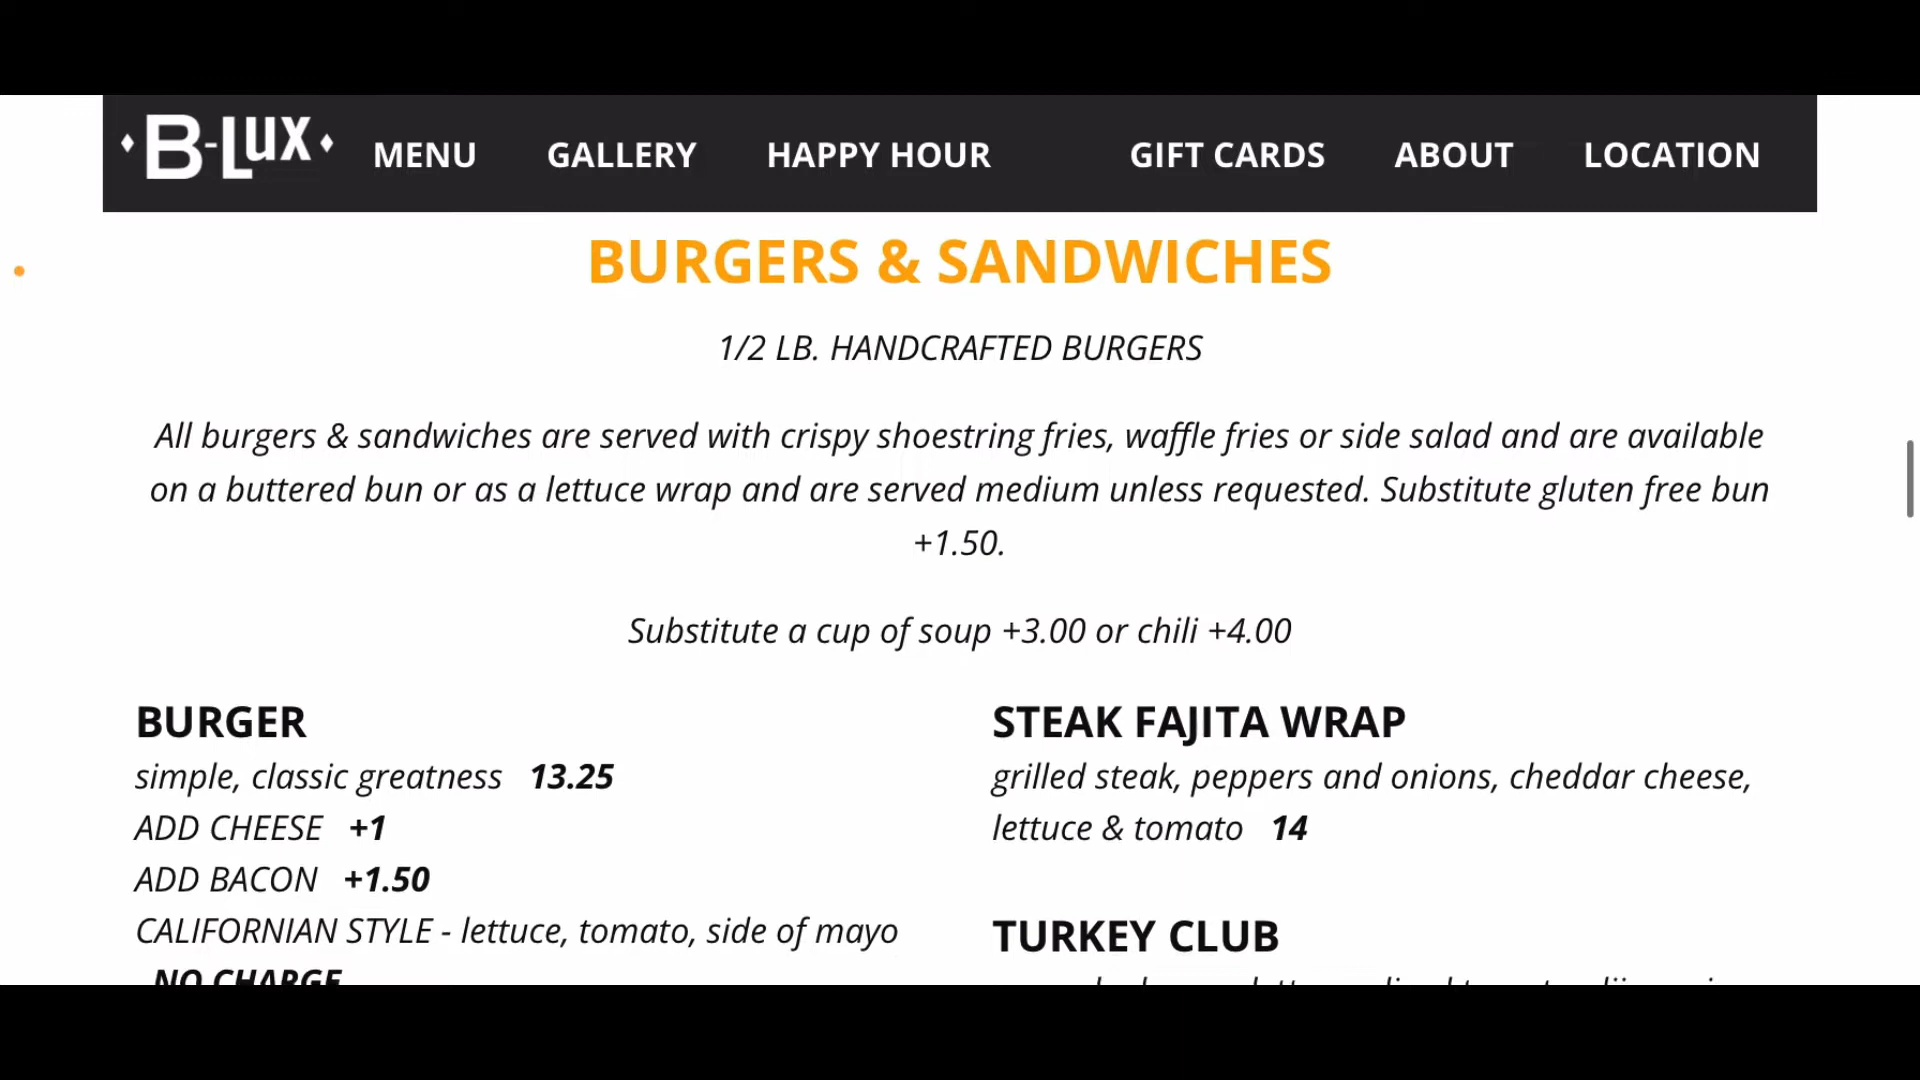 B-LUX MENU GALLERY HAPPY HOUR GIFT CARDS ABOUT LOCATION
BURGERS & SANDWICHES
1/2 LB. HANDCRAFTED BURGERS
All burgers & sandwiches are served with crispy shoestring fries, waffle fries or side salad and are available
on a buttered bun or as a lettuce wrap and are served medium unless requested. Substitute gluten free bun
+1.50.
Substitute a cup of soup +3.00 or chili +4.00
BURGER
simple, classic greatness 13.25
ADD CHEESE +1
ADD BACON +1.50
CALIFORNIAN STYLE - lettuce, tomato, side of mayo
NO CHARGE
STEAK FAJITA WRAP
grilled steak, peppers and onions, cheddar cheese,
lettuce & tomato 14
TURKEY CLUB